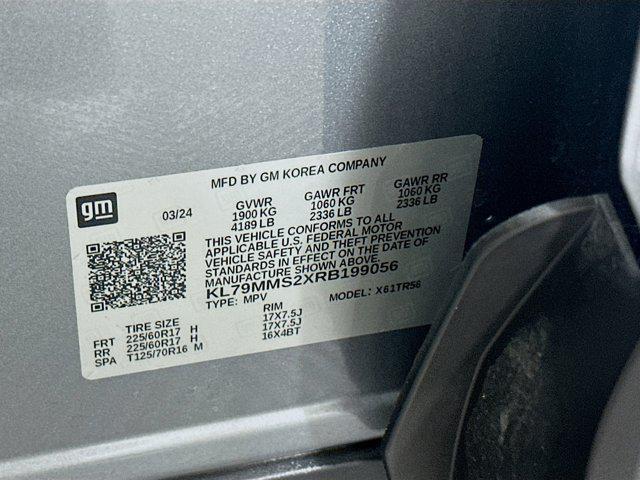 MFD BY GM KOREA COMPANY
gm
03/24
GVWR GAWR FRT GAWR RR
1900 KG 1060 KG 1060 KG
4189 LB 2336 LB 2336 LB
THIS VEHICLE CONFORMS TO ALL
APPLICABLE U.S. FEDERAL MOTOR
VEHICLE SAFETY AND THEFT PREVENTION
STANDARDS IN EFFECT ON THE DATE OF
MANUFACTURE SHOWN ABOVE.
KL79MMS2XRB199056
TYPE: MPV MODEL: X61TR56
TIRE SIZE RIM
FRT 225/60R17 H 17X7.5J
RR 225/60R17 H 17X7.5J
SPA T125/70R16 M 16X4BT